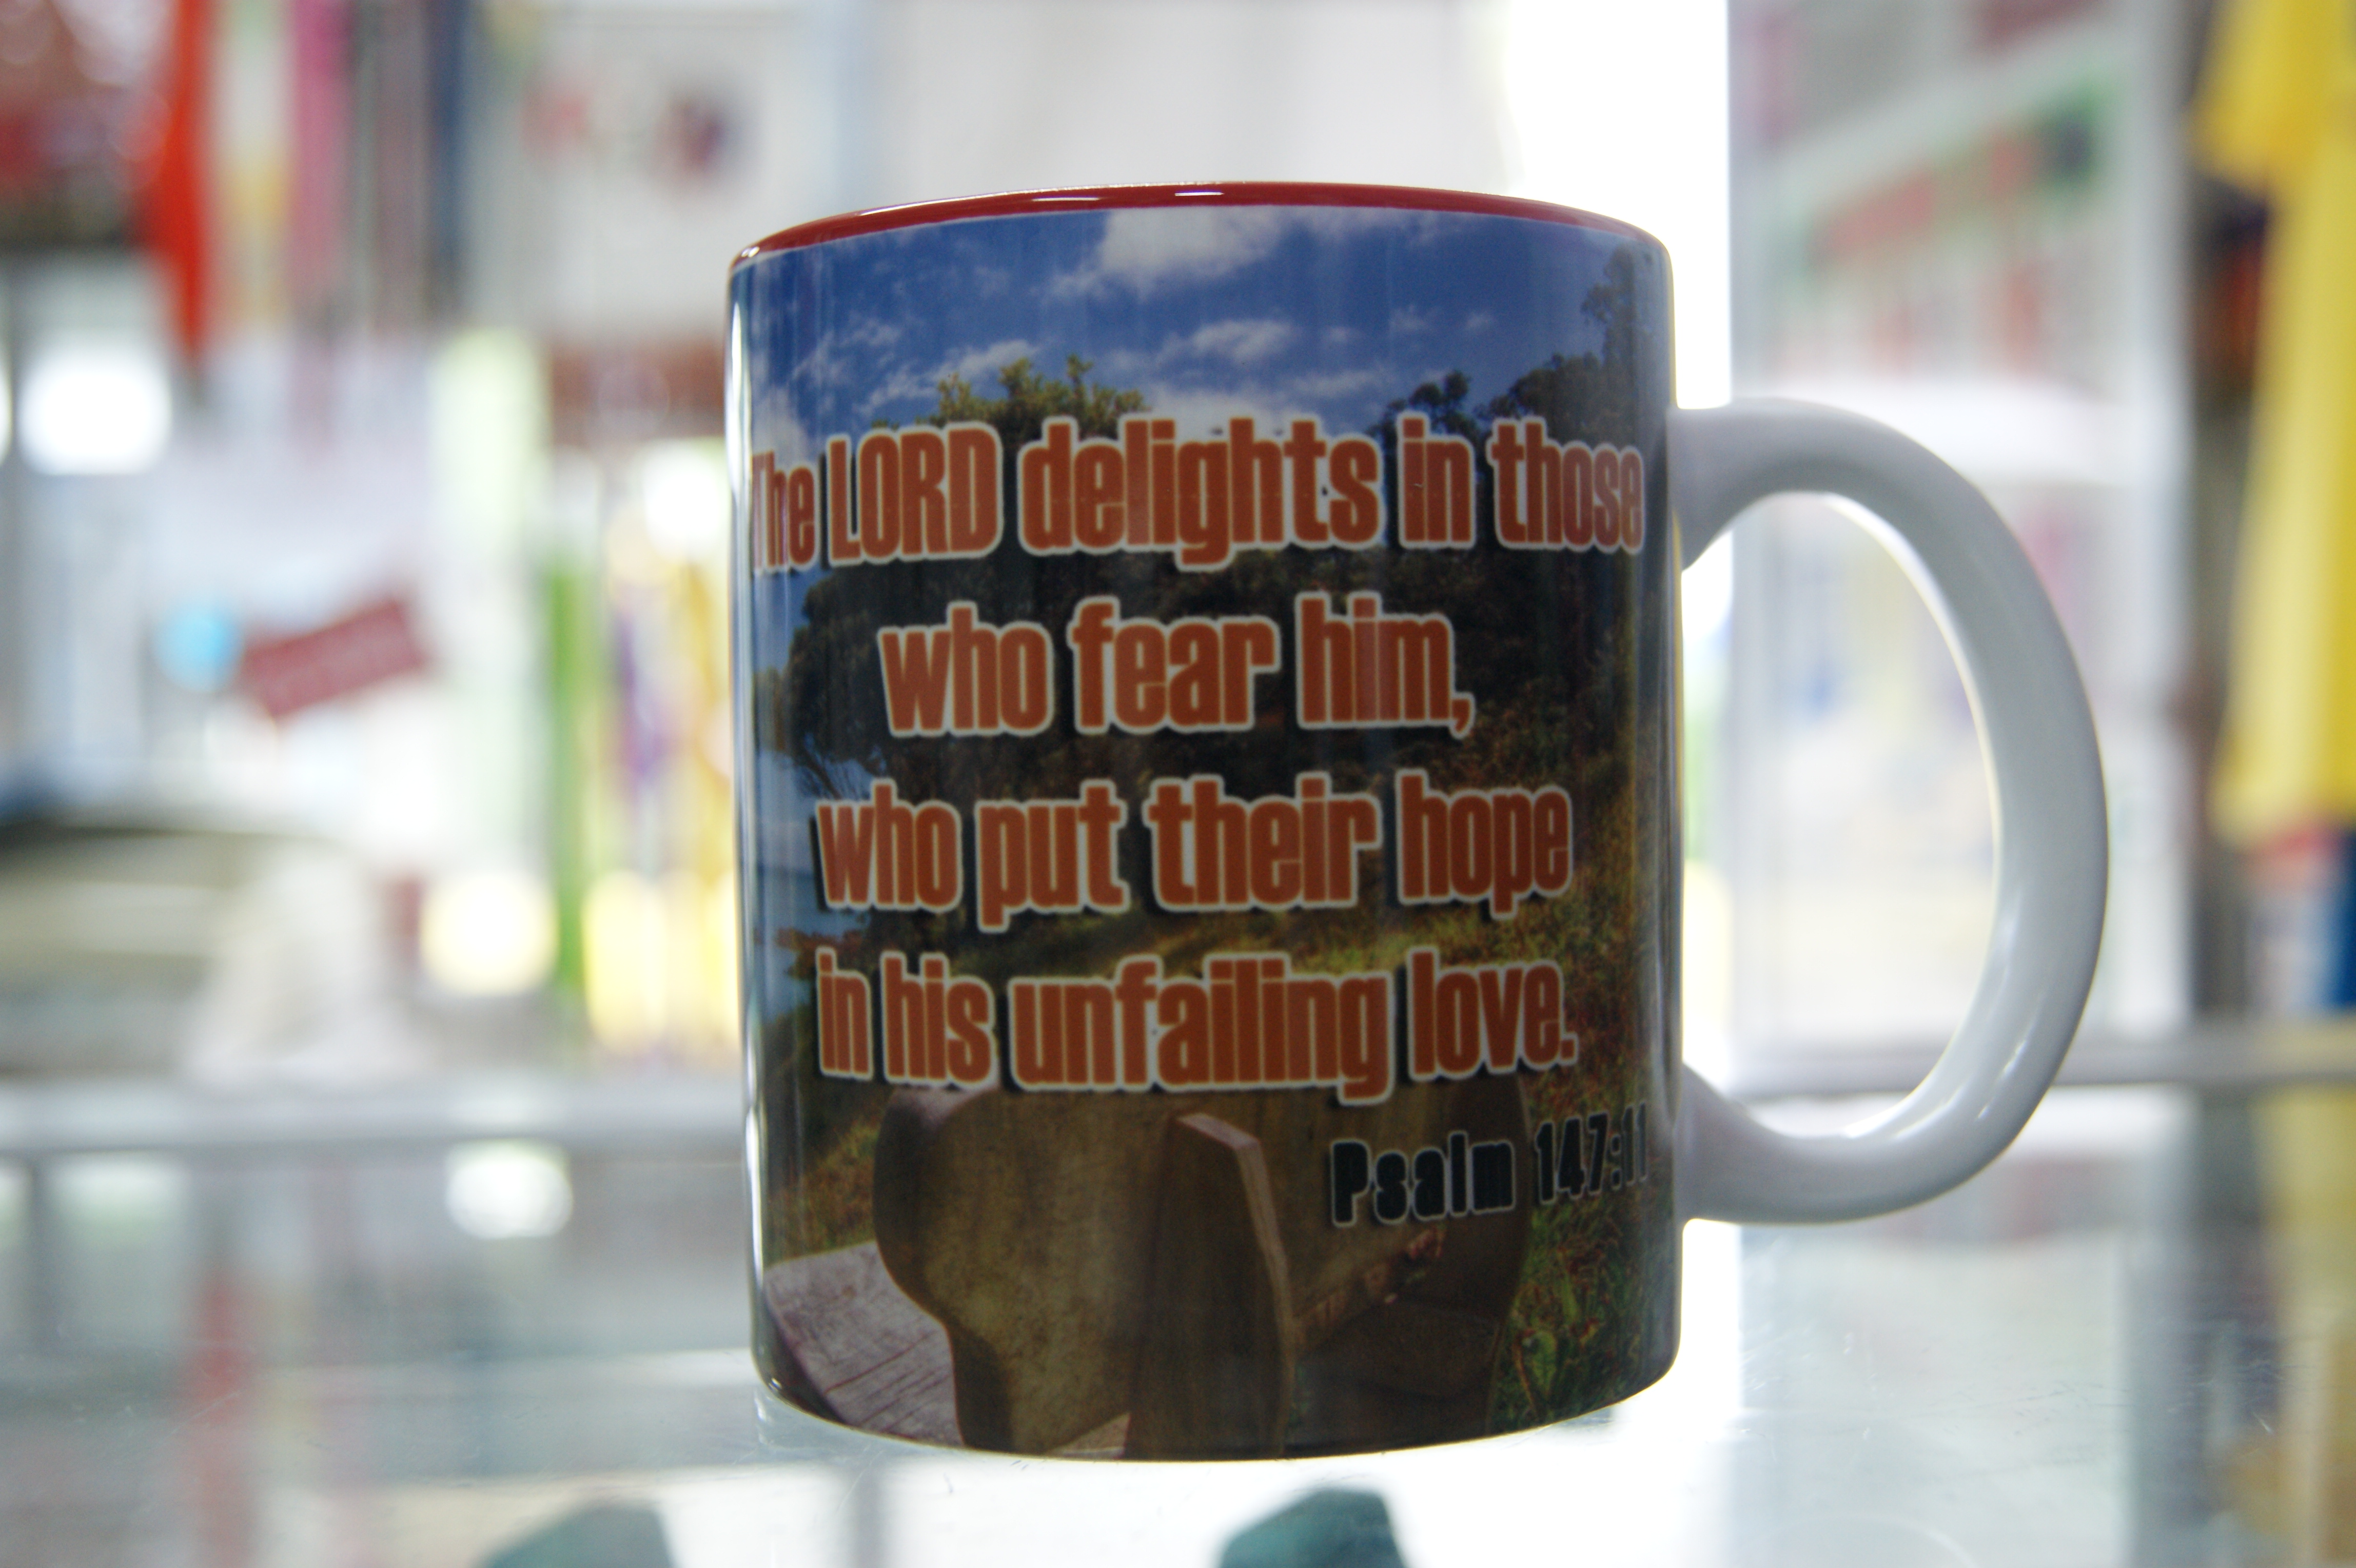 The LORD delights in those
who fear him,
who put their hope
in his unfailing love.
Psalm 147:11